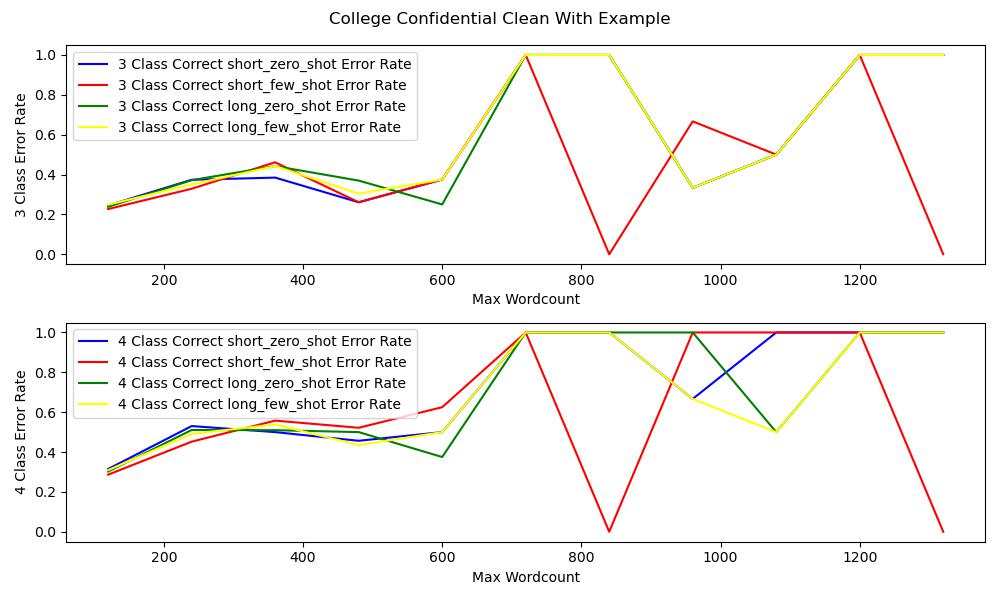 College Confidential Clean With Example
1.0
0.8
0.6
0.4
0.2
0.0
3 Class Error Rate
3 Class Correct short_zero_shot Error Rate
3 Class Correct short_few_shot Error Rate
3 Class Correct long_zero_shot Error Rate
3 Class Correct long_few_shot Error Rate
200 400 600 800 1000 1200
Max Wordcount
1.0
0.8
0.6
0.4
0.2
0.0
4 Class Error Rate
4 Class Correct short_zero_shot Error Rate
4 Class Correct short_few_shot Error Rate
4 Class Correct long_zero_shot Error Rate
4 Class Correct long_few_shot Error Rate
200 400 600 800 1000 1200
Max Wordcount